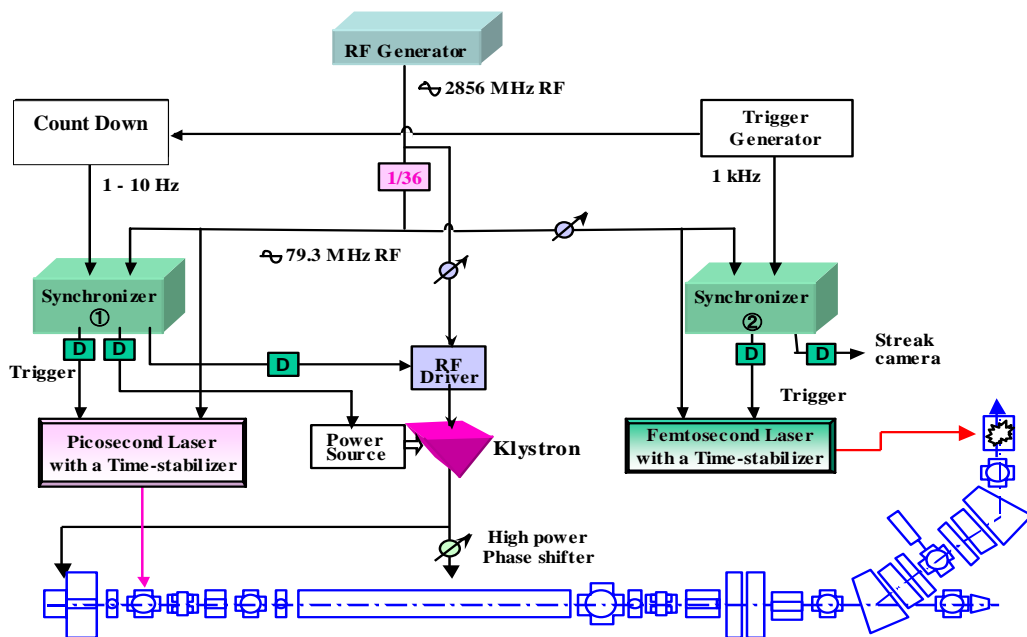 RF Generator
2856 MHz RF
Count Down
Trigger
Generator
1/36
1 - 10 Hz
1 kHz
79.3 MHz RF
Synchronizer
①
Synchronizer
②
D
D
D
D
D
Streak
camera
Trigger
RF
Driver
Trigger
Picosecond Laser
with a Time-stabilizer
Power
Source
Klystron
Femtosecond Laser
with a Time-stabilizer
High power
Phase shifter